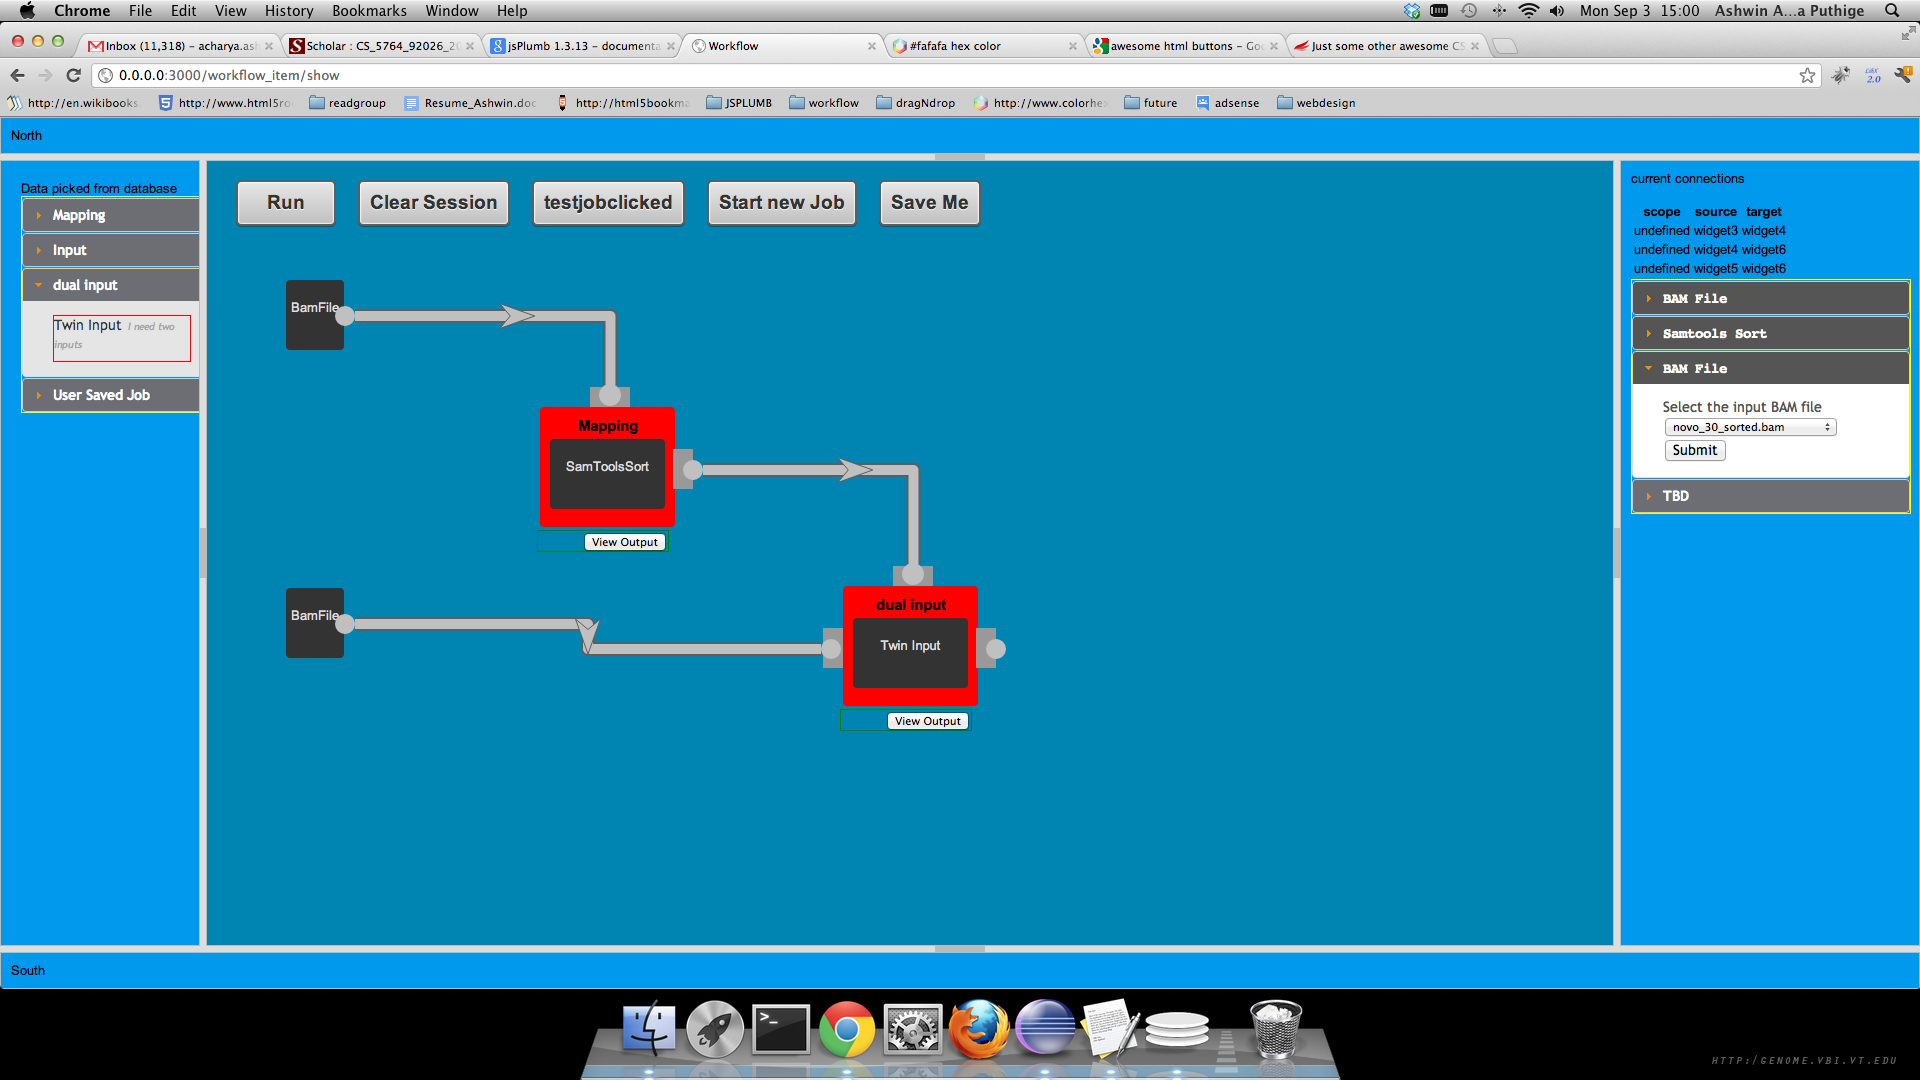 Chrome File Edit View History Bookmarks Window Help Mon Sep 3 15:00 Ashwin A...a Puthige
Inbox (11,318) – acharya.ash Scholar : CS_5764_92026_2 jsPlumb 1.3.13 – documenta Workflow #fafafa hex color awesome html buttons – Go Just some other awesome CS
0.0.0.0:3000/workflow_item/show
http://en.wikibooks. http://www.html5ro readgroup Resume_Ashwin.doc http://html5bookma JSPLUMB workflow dragNdrop http://www.colorhex future adsense webdesign
North
Data picked from database
Mapping
Input
dual input
Twin Input I need two
inputs
User Saved Job
Run Clear Session testjobclicked Start new Job Save Me
BamFile
Mapping
SamToolsSort
View Output
BamFile
dual input
Twin Input
View Output
current connections
scope source target
undefined widget3 widget4
undefined widget4 widget6
undefined widget5 widget6
BAM File
Samtools Sort
BAM File
Select the input BAM file
novo_30_sorted.bam
Submit
TBD
South
HTTP:/GENOME.VBI.VT.EDU